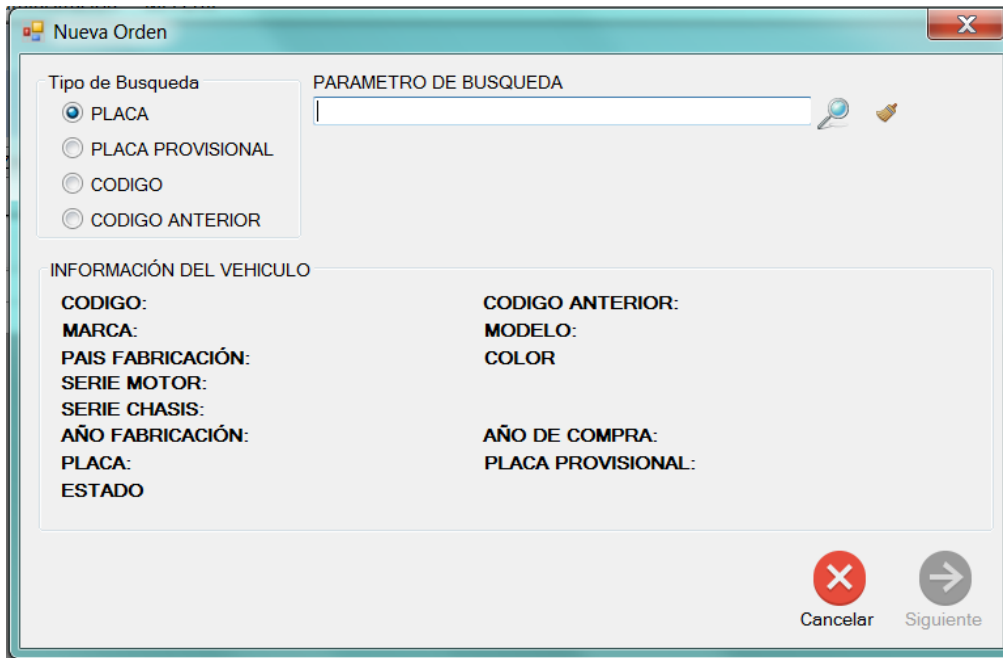 Nueva Orden
Tipo de Busqueda
PLACA
PLACA PROVISIONAL
CODIGO
CODIGO ANTERIOR
PARAMETRO DE BUSQUEDA
INFORMACIÓN DEL VEHICULO
CODIGO: CODIGO ANTERIOR:
MARCA: MODELO:
PAIS FABRICACIÓN: COLOR
SERIE MOTOR:
SERIE CHASIS:
AÑO FABRICACIÓN: AÑO DE COMPRA:
PLACA: PLACA PROVISIONAL:
ESTADO
Cancelar Siguiente